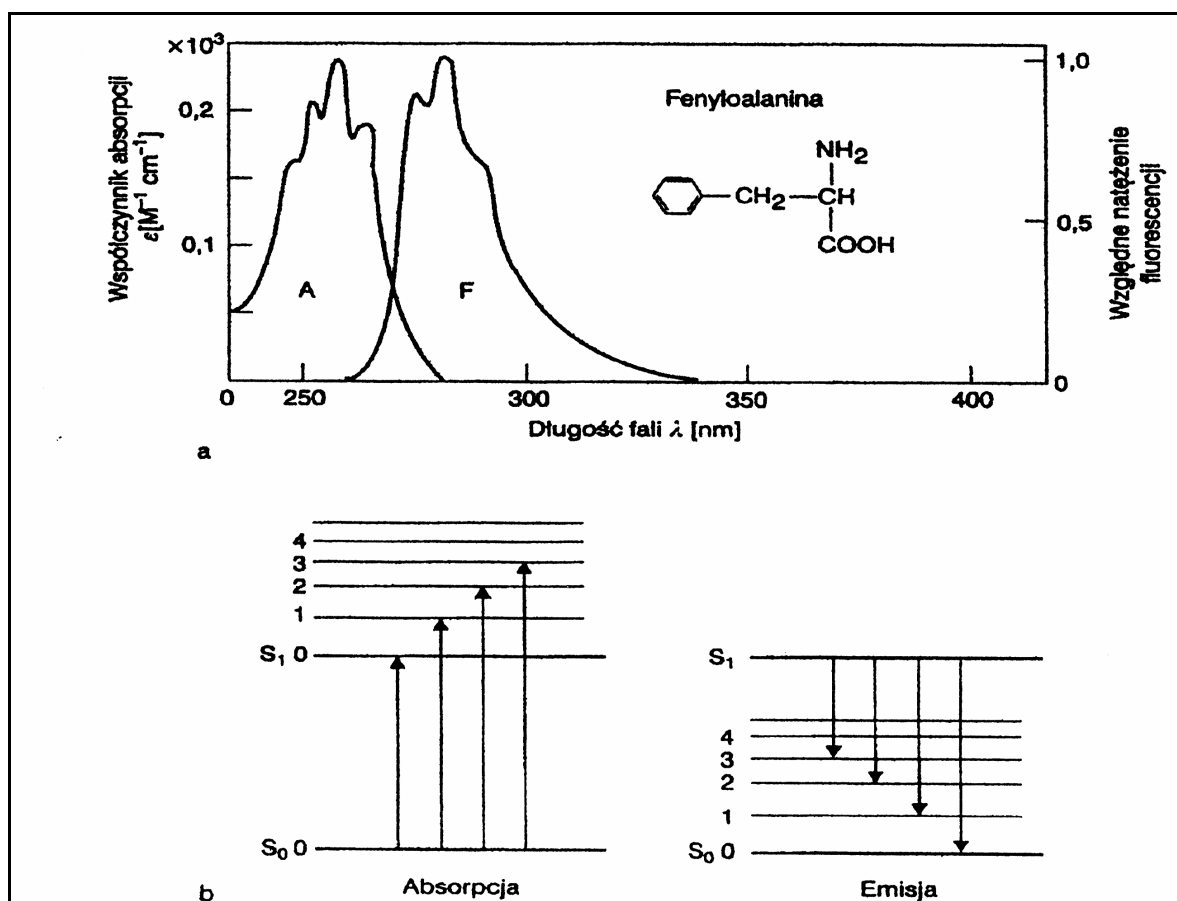 ×10³
0,2
0,1
Współczynnik absorpcji
ε[M⁻¹ cm⁻¹]
A
F
Fenyloalanina
NH₂
CH₂
CH
COOH
1,0
0,5
0
Względne natężenie
fluorescencji
0
250
300
350
400
Długość fali λ [nm]
a
4
3
2
1
S₁ 0
S₀ 0
Absorpcja
S₁
4
3
2
1
S₀ 0
Emisja
b